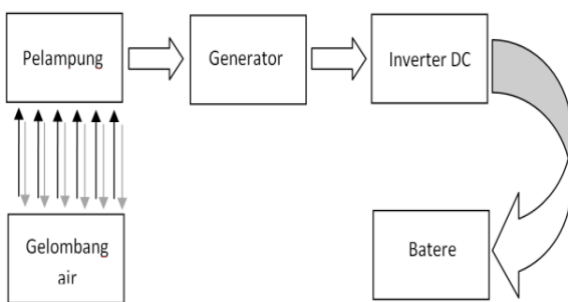 Pelampung
Generator
Inverter DC
Gelombang
air
Batere